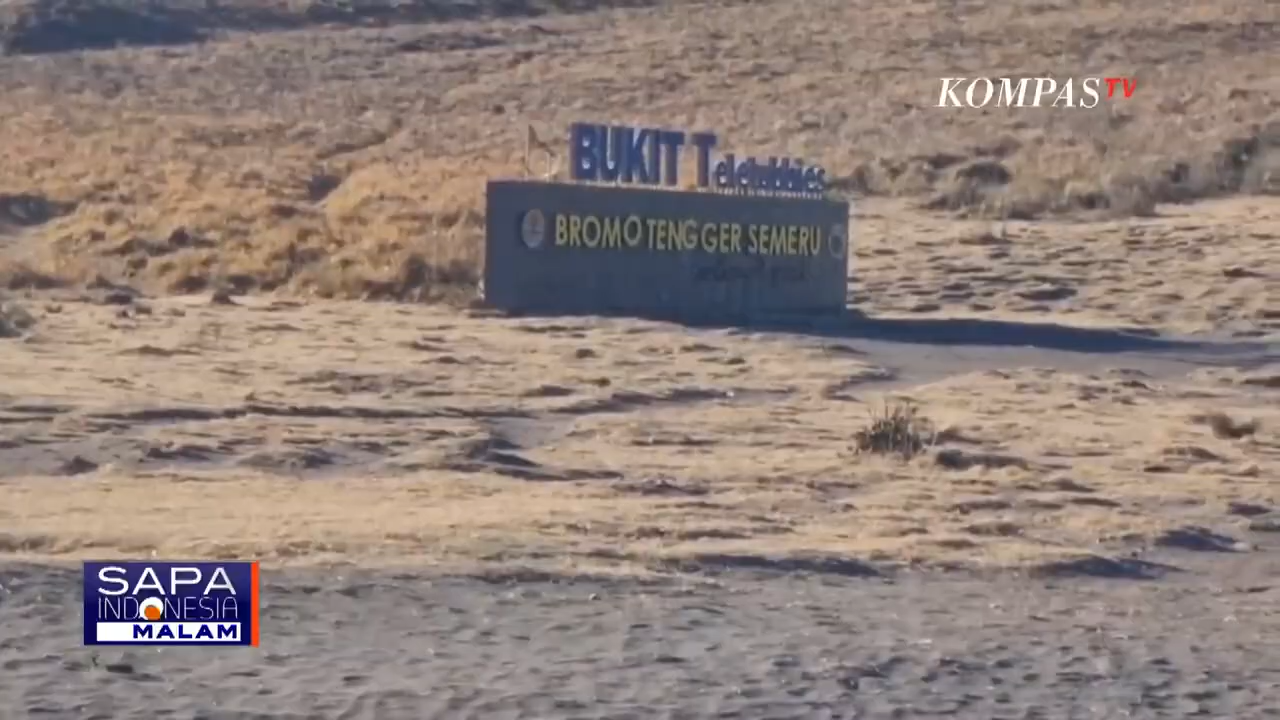 KOMPASTV
BUKIT Teletubbies
BROMO TENGGER SEMERU
SAPA
INDONESIA
MALAM